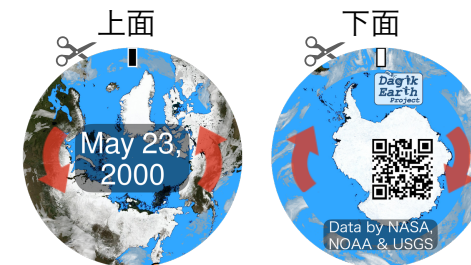 上面
下面
May 23,
2000
Dagik
Earth
Project
Data by NASA,
NOAA & USGS